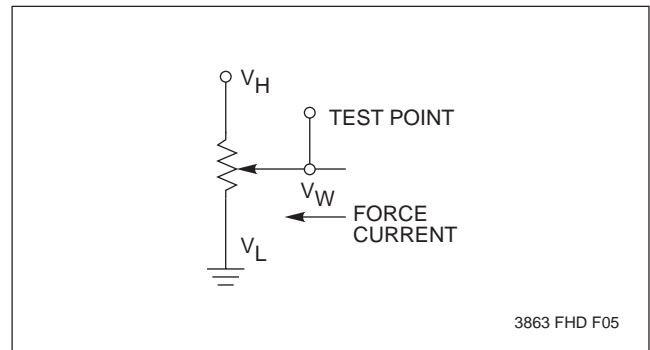 VH
TEST POINT
VW
FORCE
CURRENT
VL
3863 FHD F05